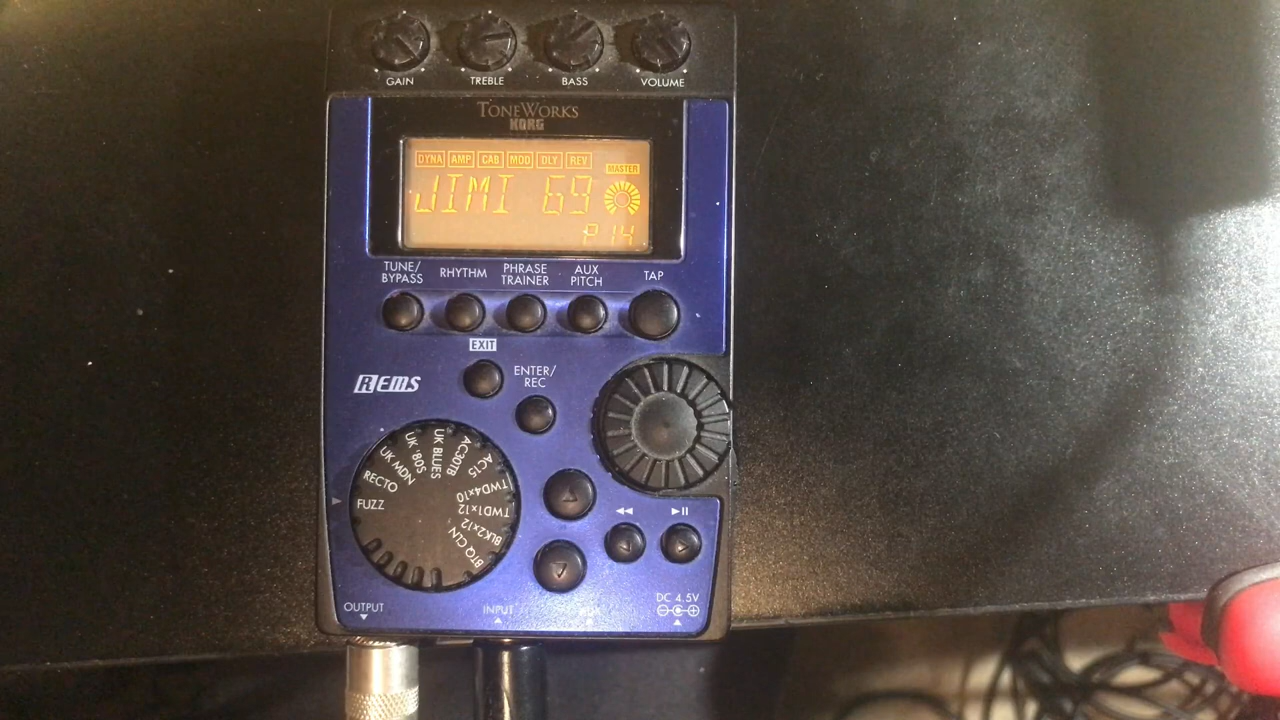 GAIN TREBLE BASS VOLUME
TONEWORKS
KORG
DYNA AMP CAB MOD DLY REV
MASTER
JIMI 69
P14
TUNE/BYPASS RHYTHM PHRASE TRAINER AUX PITCH TAP
EXIT
ENTER/REC
REMS
FUZZ
RECTO
UK MDN
UK '80S
UK BLUES
AC30TB
AC15
TWD4x10
TWD1x12
BLK2x12
BTQ CLN
OUTPUT INPUT AUX DC 4.5V